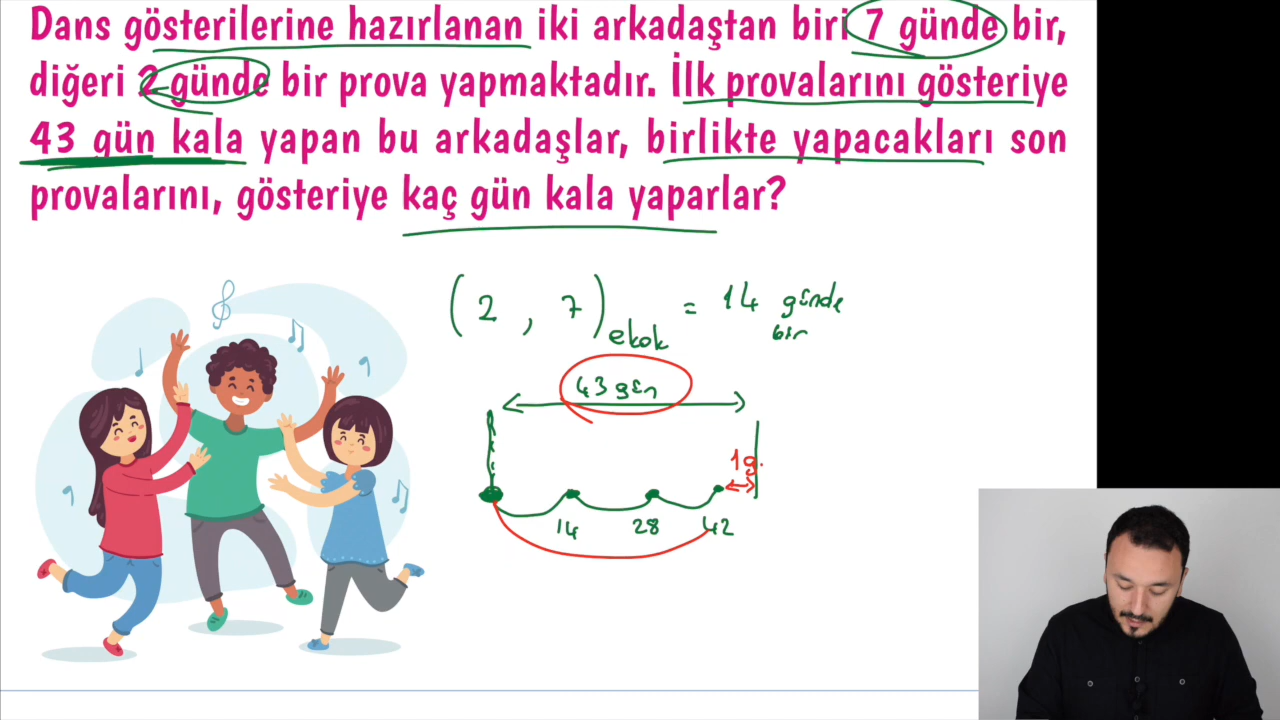 Dans gösterilerine hazırlanan iki arkadaştan biri 7 günde bir,
diğeri 2 günde bir prova yapmaktadır. İlk provalarını gösteriye
43 gün kala yapan bu arkadaşlar, birlikte yapacakları son
provalarını, gösteriye kaç gün kala yaparlar?
(2 , 7) ekok = 14 günde
bir
43 gün
1g.
14 28 42